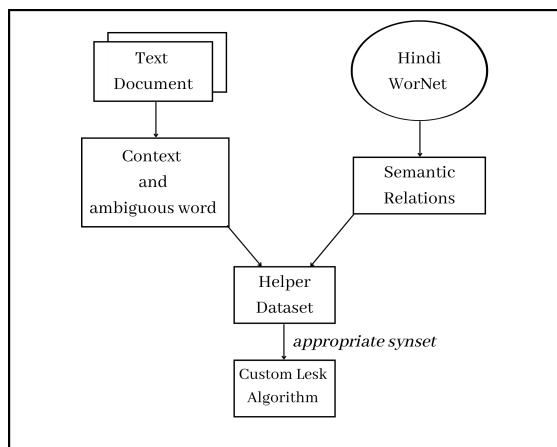 Text
Document
Hindi
WorNet
Context
and
ambiguous word
Semantic
Relations
Helper
Dataset
appropriate synset
Custom Lesk
Algorithm